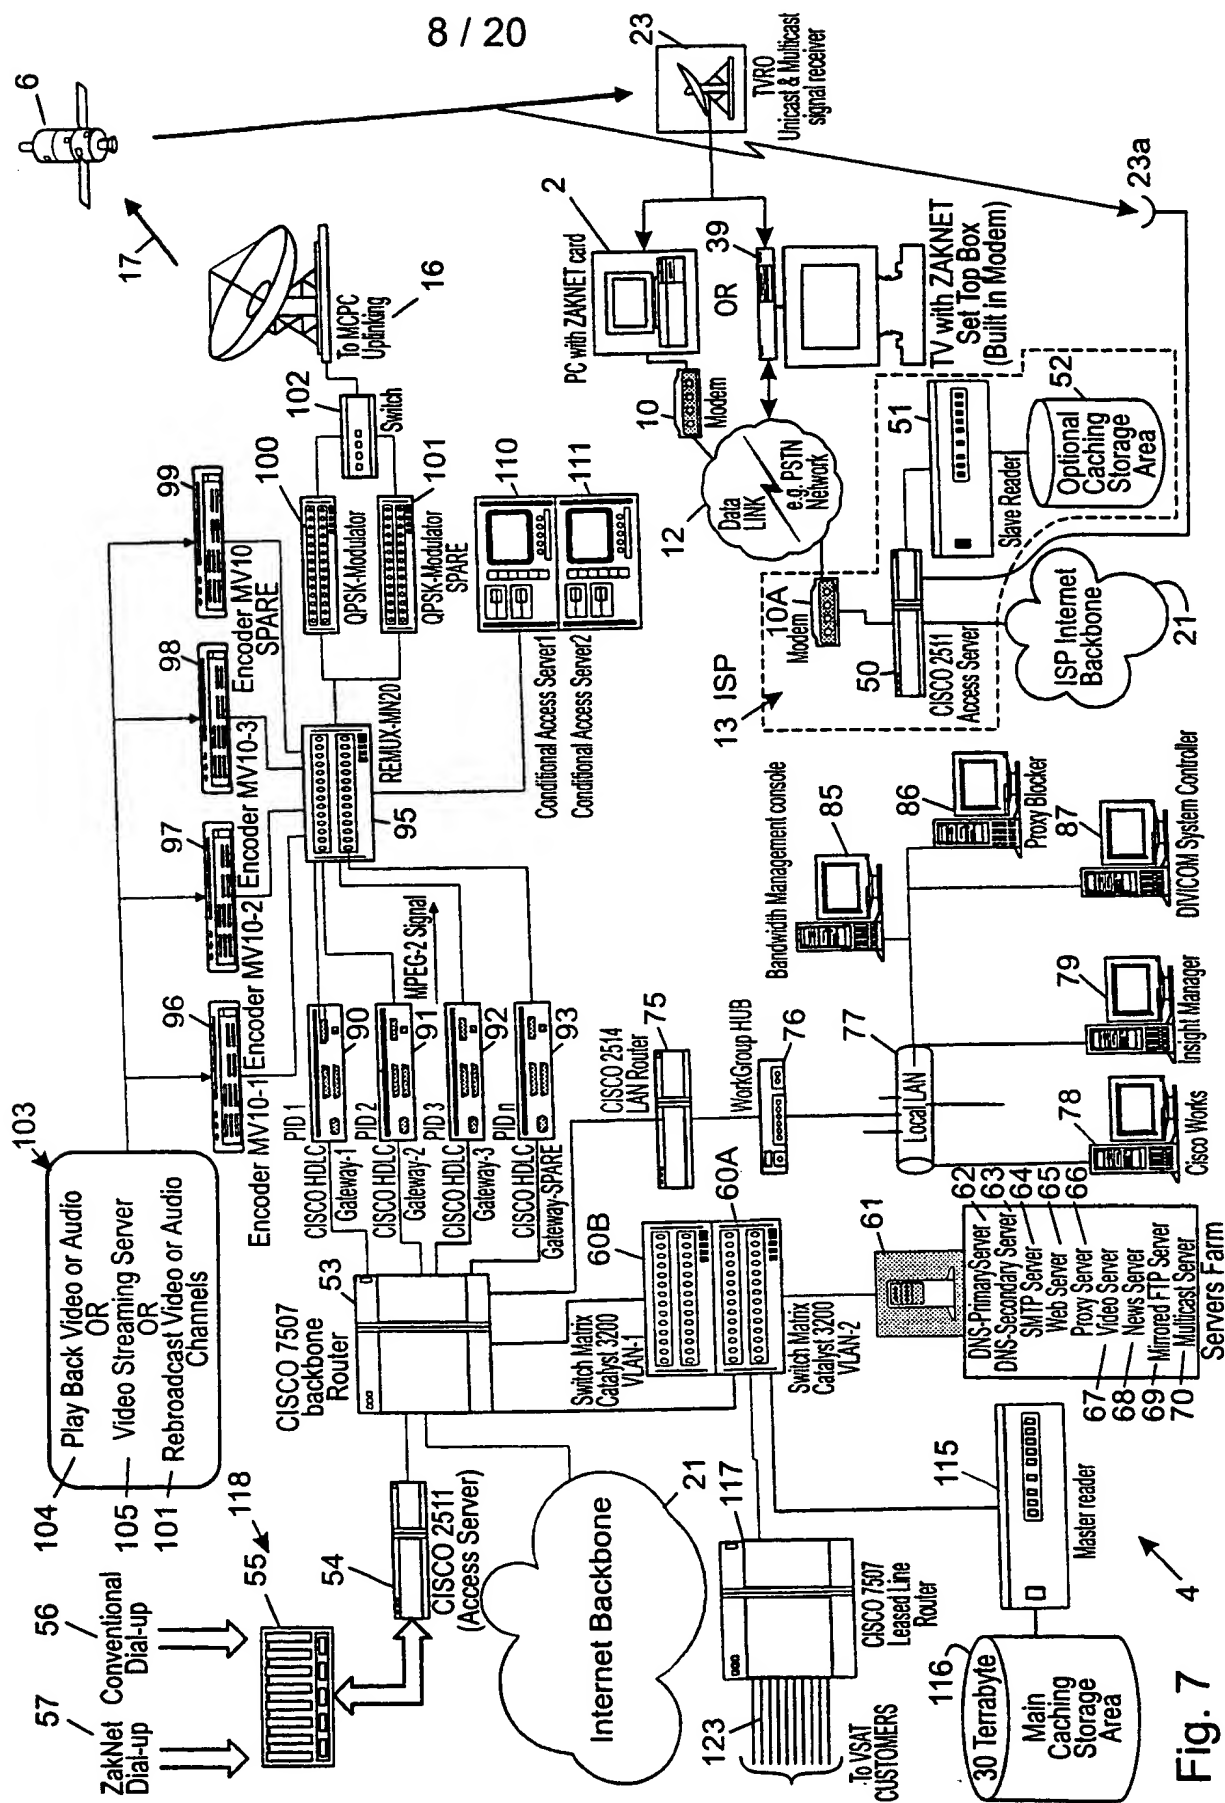 8 / 20
57
ZakNet
Dial-up
56
Conventional
Dial-up
55
118
54
CISCO 2511
(Access Server)
Internet Backbone
21
103
104
Play Back Video or Audio
OR
105
Video Streaming Server
OR
101
Rebroadcast Video or Audio
Channels
96
Encoder MV10-1
97
Encoder MV10-2
98
Encoder MV10-3
99
Encoder MV10
SPARE
CISCO 7507
backbone
Router
53
CISCO HDLC
Gateway-1
PID 1
90
CISCO HDLC
Gateway-2
PID 2
91
CISCO HDLC
Gateway-3
PID 3
92
CISCO HDLC
Gateway-SPARE
PID n
93
MPEG-2 Signal
95
REMUX-MN20
100
QPSK-Modulator
101
QPSK-Modulator
SPARE
102
Switch
To MCPC
Uplinking
16
17
6
110
111
Conditional Access Server1
Conditional Access Server2
23
TVRO
Unicast & Multicast
signal receiver
23a
2
PC with ZAKNET card
10
Modem
OR
39
TV with ZAKNET
Set Top Box
(Built in Modem)
12
Data
LINK
e.g. PSTN
Network
13 ISP
10A
Modem
50
CISCO 2511
Access Server
51
Slave Reader
52
Optional
Caching
Storage
Area
ISP Internet
Backbone
21
CISCO 2514
LAN Router
75
WorkGroup HUB
76
77
Local LAN
78
Cisco Works
79
Insight Manager
Bandwidth Management console
85
86
Proxy Blocker
87
DIVICOM System Controller
Switch Matrix
Catalyst 3200
VLAN-1
60B
60A
Switch Matrix
Catalyst 3200
VLAN-2
61
DNS-PrimaryServer 62
DNS-Secondary Server 63
SMTP Server 64
Web Server 65
Proxy Server 66
67 Video Server
68 News Server
69 Mirrored FTP Server
70 Multicast Server
Servers Farm
117
CISCO 7507
Leased Line
Router
123
To VSAT
CUSTOMERS
115
Master reader
116
30 Terrabyte
Main
Caching
Storage
Area
4
Fig. 7